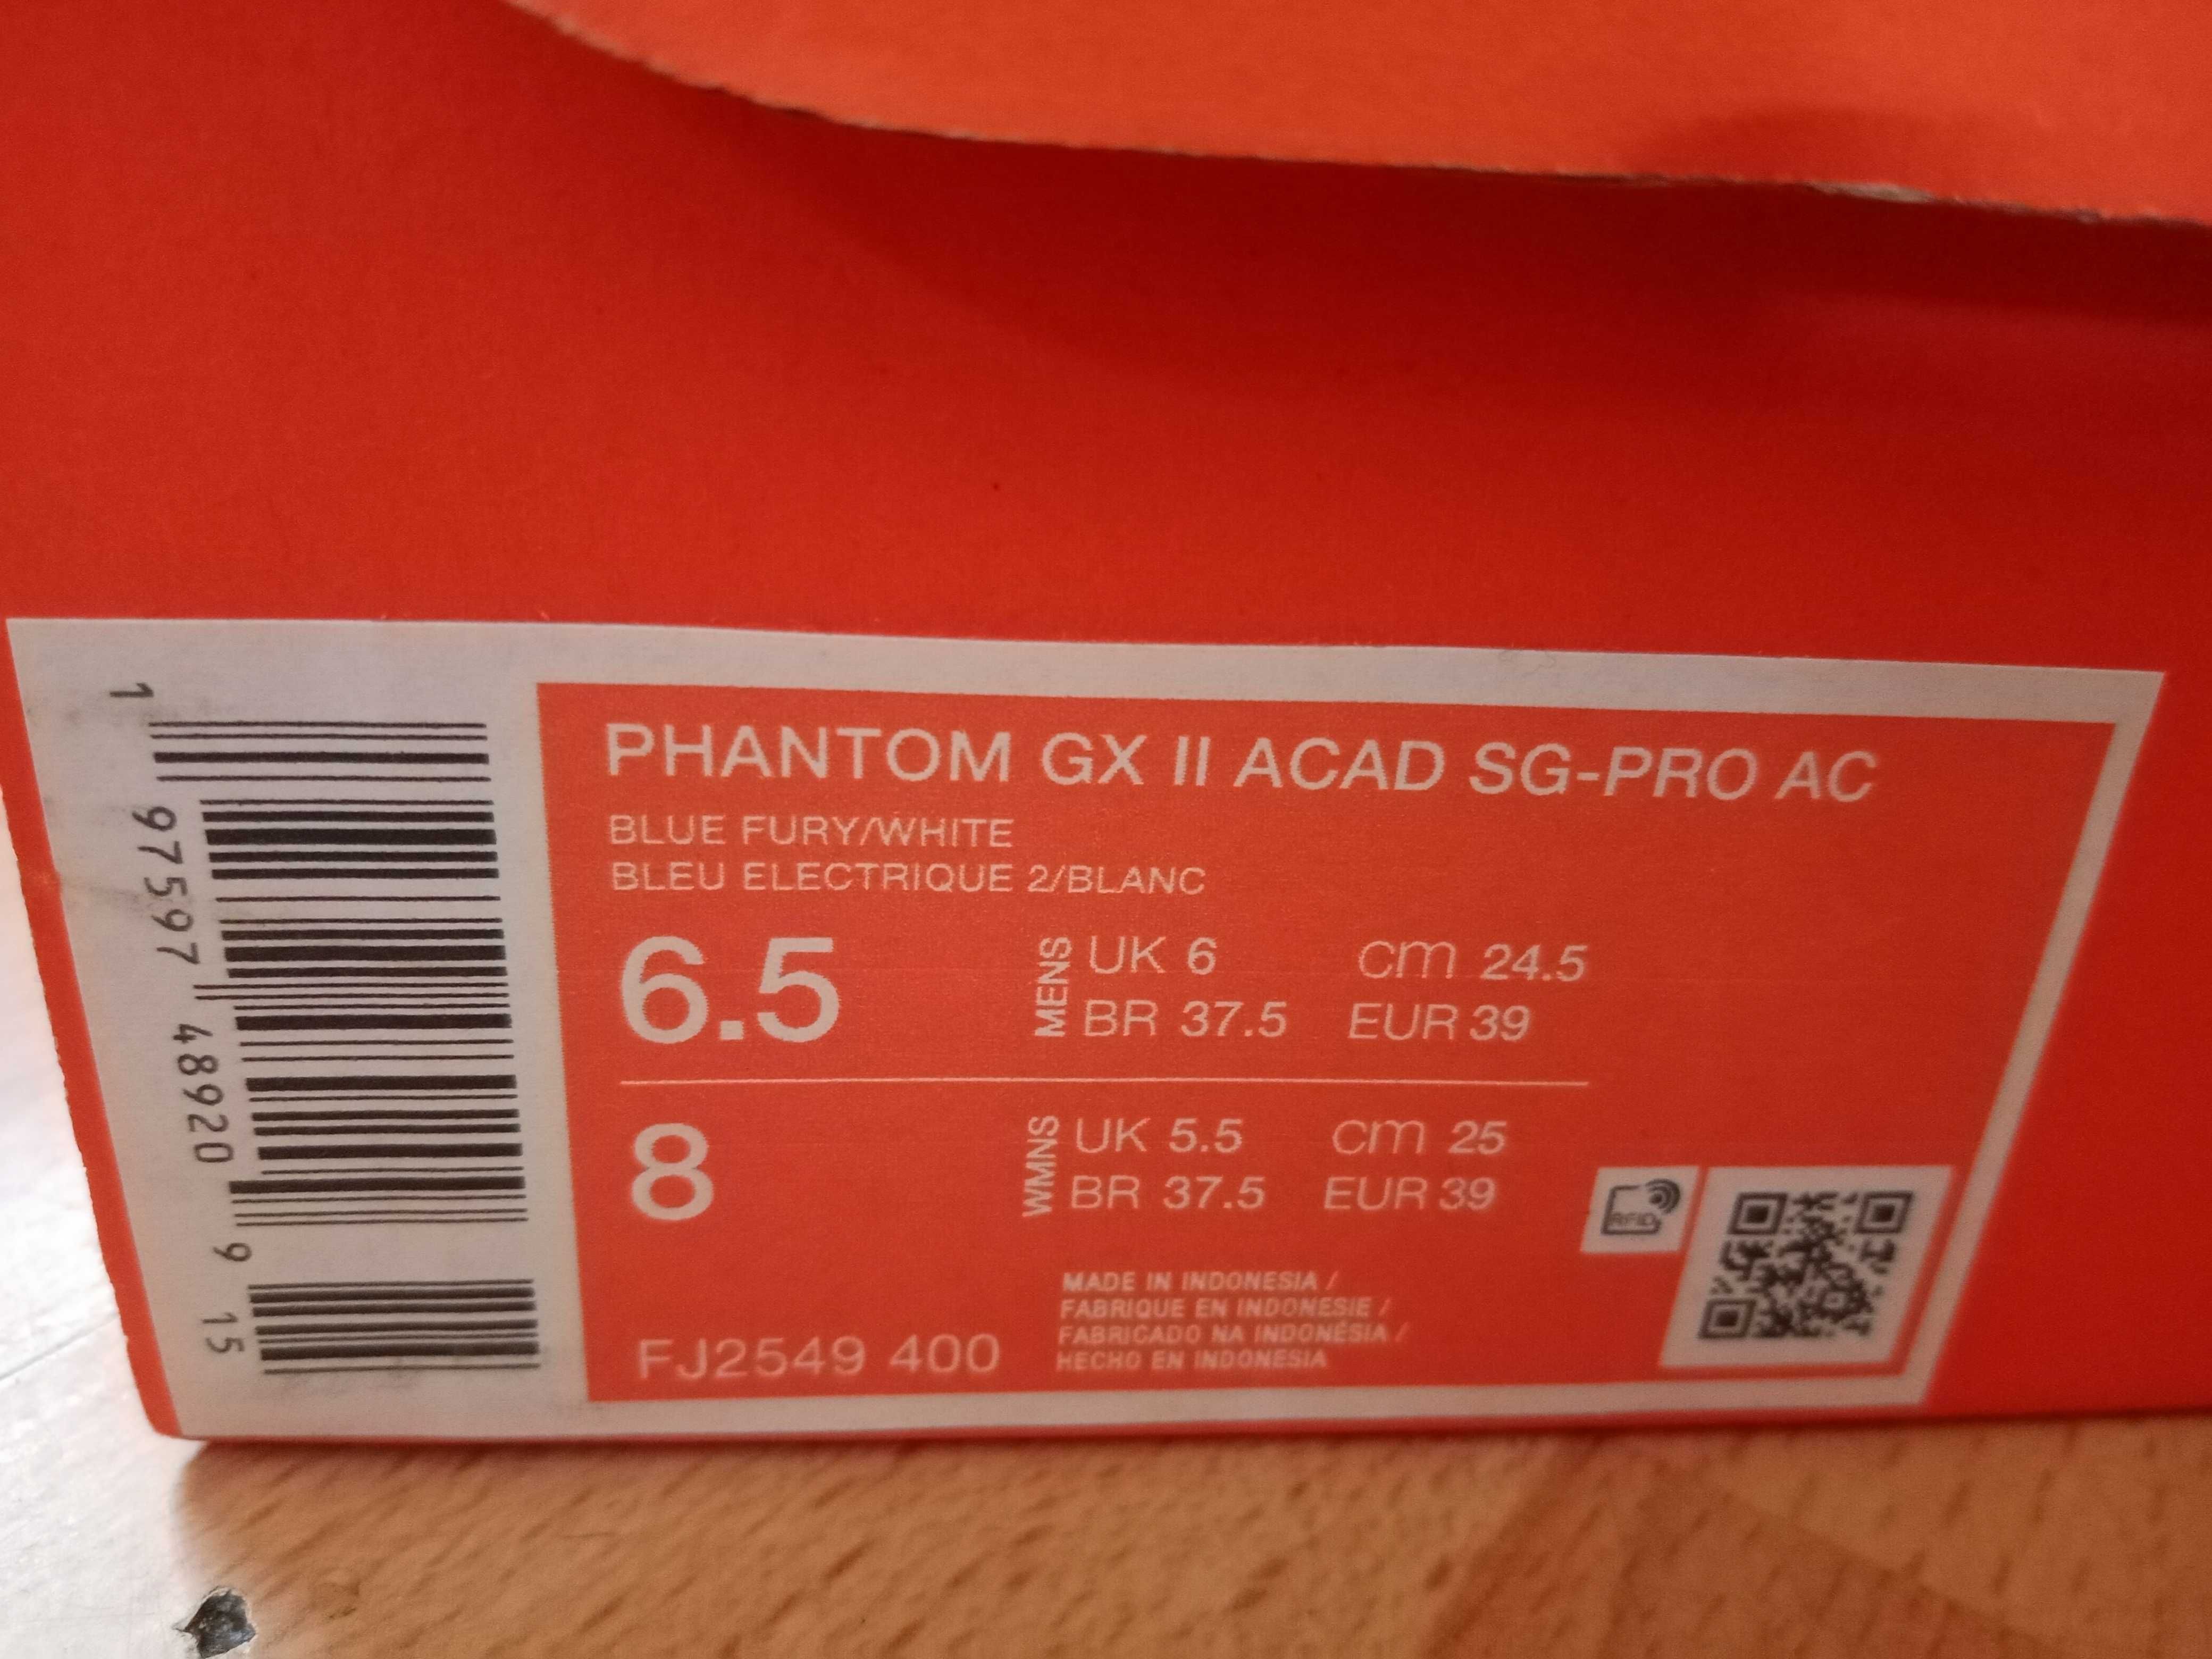 PHANTOM GX II ACAD SG-PRO AC
BLUE FURY/WHITE
BLEU ELECTRIQUE 2/BLANC
6.5 MENS UK 6 cm 24.5
BR 37.5 EUR 39
8 WMNS UK 5.5 cm 25
BR 37.5 EUR 39
RFID
MADE IN INDONESIA /
FABRIQUE EN INDONESIE /
FABRICADO NA INDONÉSIA /
HECHO EN INDONESIA
FJ2549 400
1 97597 48920 9 15